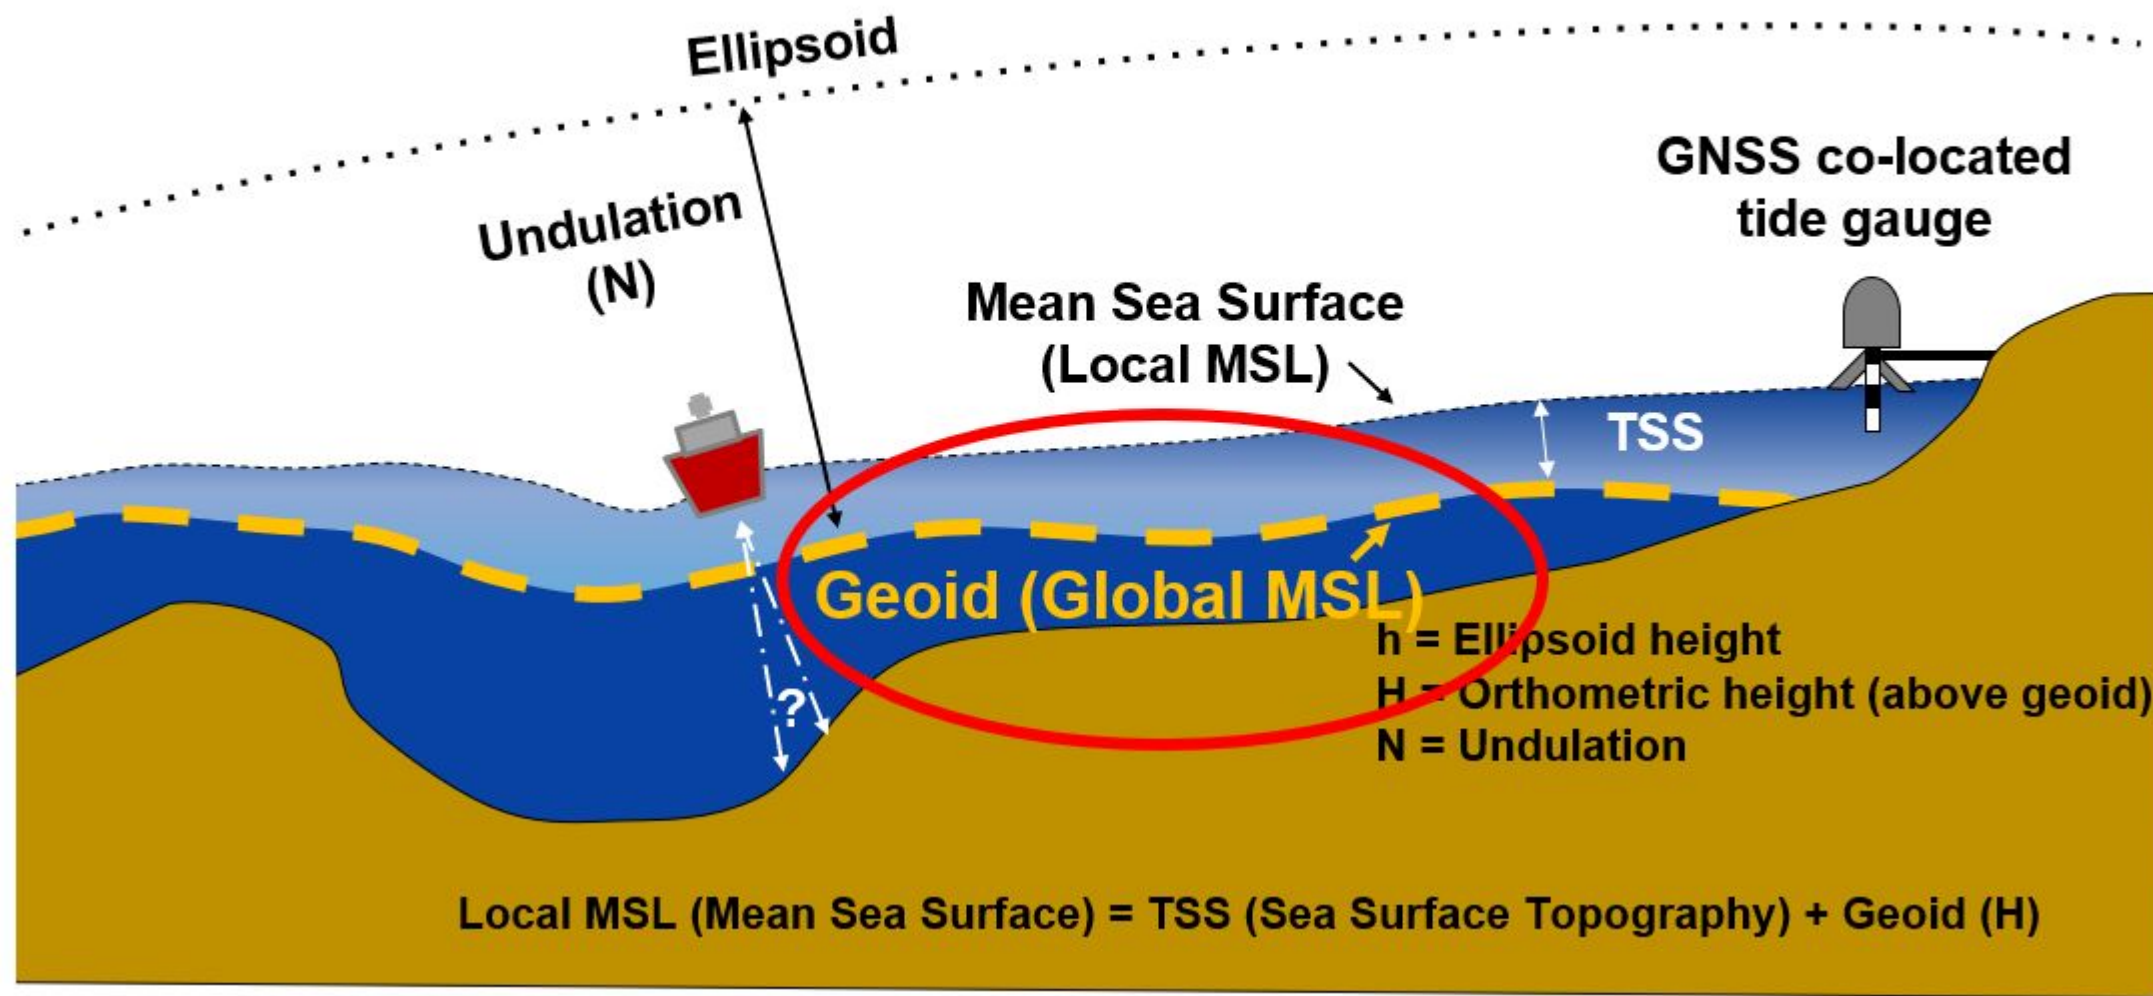 Ellipsoid
Undulation
(N)
GNSS co-located
tide gauge
Mean Sea Surface
(Local MSL)
TSS
Geoid (Global MSL)
?
h = Ellipsoid height
H = Orthometric height (above geoid)
N = Undulation
Local MSL (Mean Sea Surface) = TSS (Sea Surface Topography) + Geoid (H)